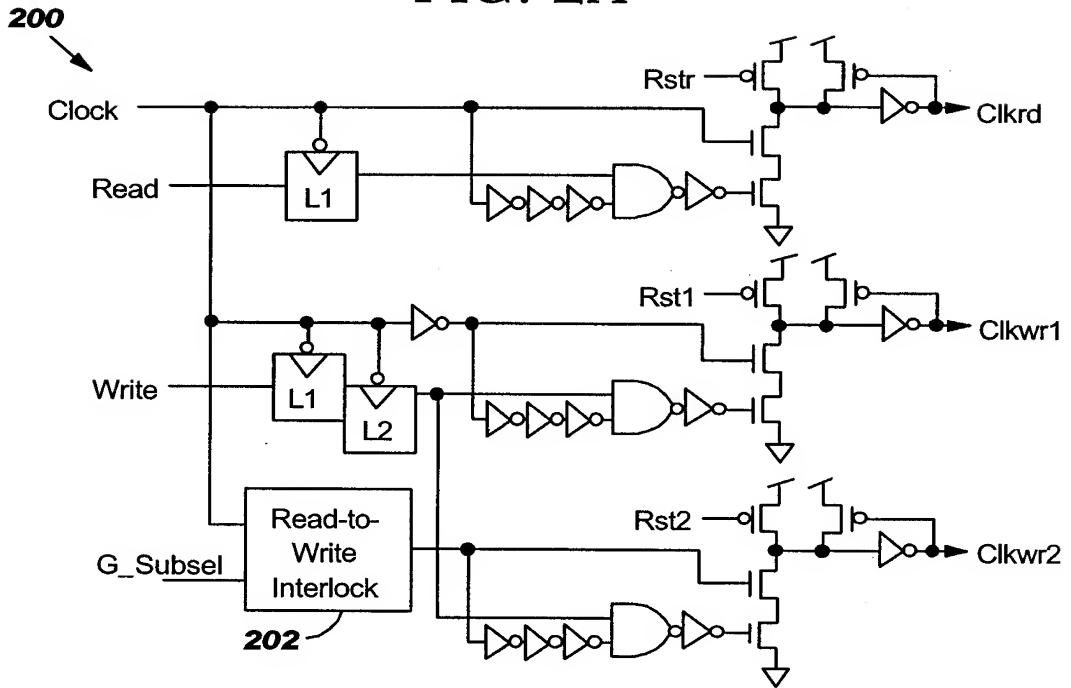 200
Clock
Read
L1
Rstr
Clkrd
Write
L1
L2
Rst1
Clkwr1
G_Subsel
Read-to-
Write
Interlock
202
Rst2
Clkwr2